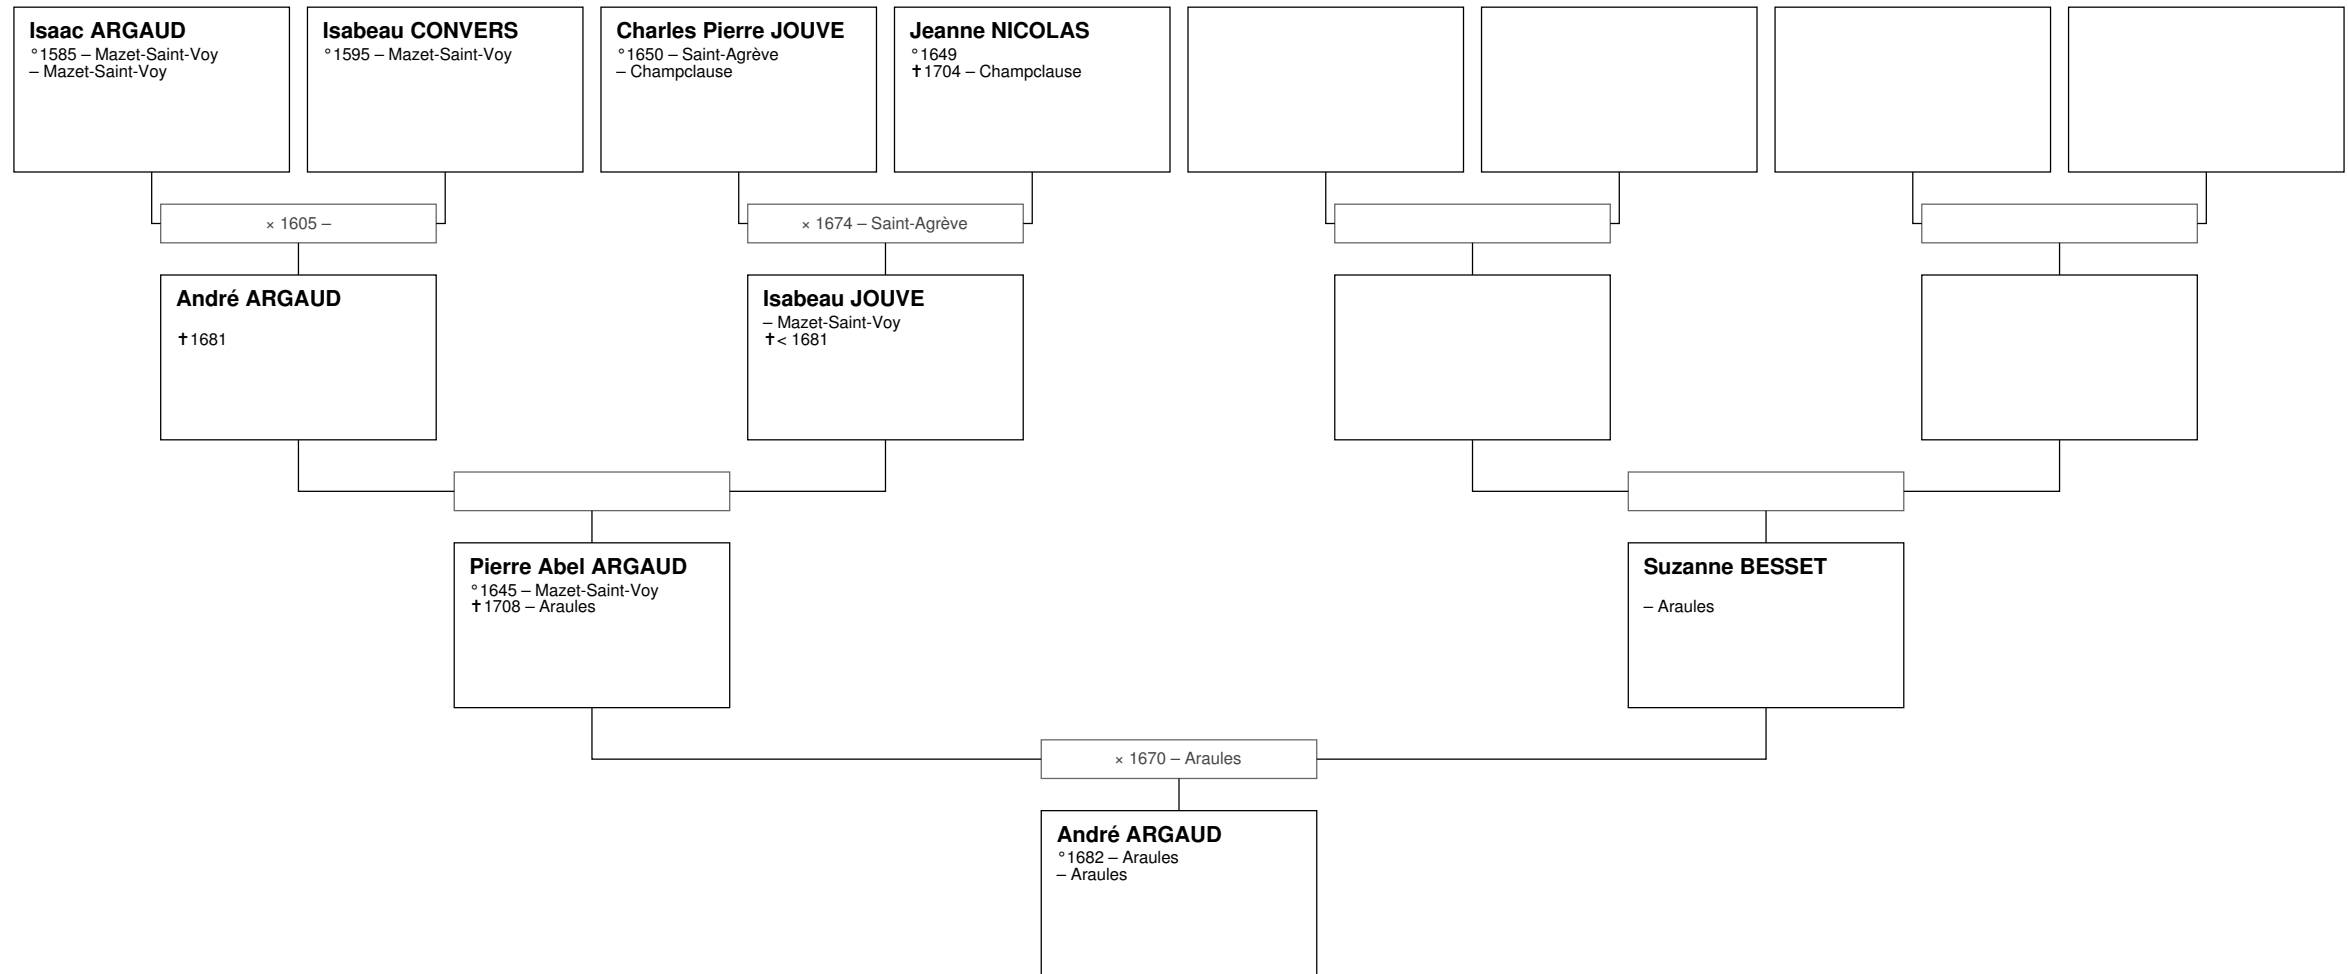 Isaac ARGAUD
°1585 – Mazet-Saint-Voy
– Mazet-Saint-Voy
Isabeau CONVERS
°1595 – Mazet-Saint-Voy
Charles Pierre JOUVE
°1650 – Saint-Agrève
– Champclause
Jeanne NICOLAS
°1649
✝1704 – Champclause
× 1605 –
× 1674 – Saint-Agrève
André ARGAUD
✝1681
Isabeau JOUVE
– Mazet-Saint-Voy
✝< 1681
Pierre Abel ARGAUD
°1645 – Mazet-Saint-Voy
✝1708 – Araules
Suzanne BESSET
– Araules
× 1670 – Araules
André ARGAUD
°1682 – Araules
– Araules